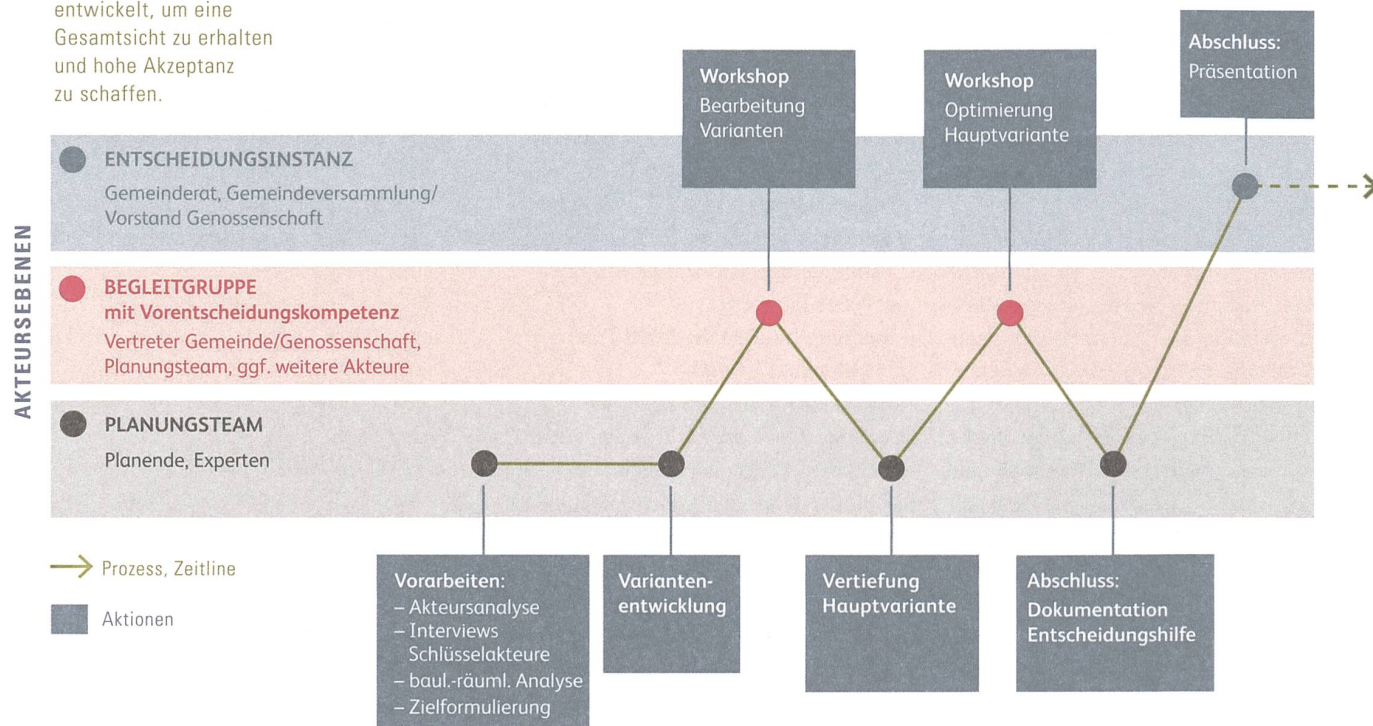 entwickelt, um eine
Gesamtsicht zu erhalten
und hohe Akzeptanz
zu schaffen.
Workshop
Bearbeitung
Varianten
Workshop
Optimierung
Hauptvariante
Abschluss:
Präsentation
AKTEURSEBENEN
ENTSCHEIDUNGSINSTANZ
Gemeinderat, Gemeindeversammlung/
Vorstand Genossenschaft
BEGLEITGRUPPE
mit Vorentscheidungskompetenz
Vertreter Gemeinde/Genossenschaft,
Planungsteam, ggf. weitere Akteure
PLANUNGSTEAM
Planende, Experten
Prozess, Zeitline
Aktionen
Vorarbeiten:
– Akteursanalyse
– Interviews
Schlüsselakteure
– baul.-räuml. Analyse
– Zielformulierung
Varianten-
entwicklung
Vertiefung
Hauptvariante
Abschluss:
Dokumentation
Entscheidungshilfe